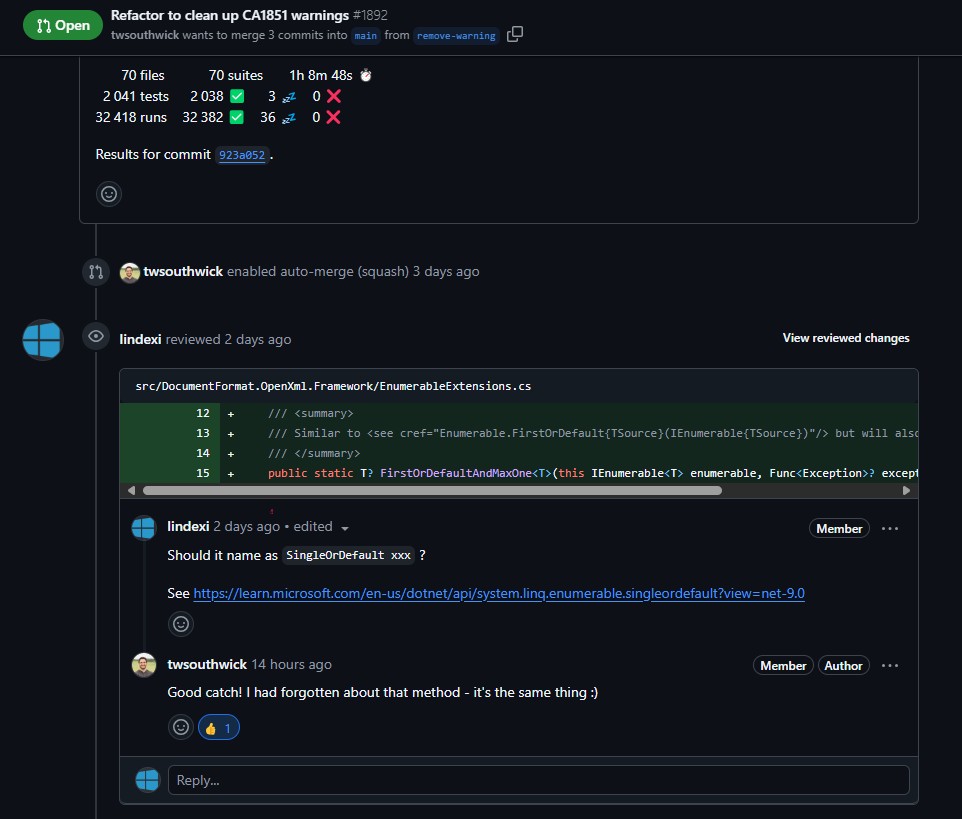 Open
Refactor to clean up CA1851 warnings #1892
twsouthwick wants to merge 3 commits into main from remove-warning
70 files 70 suites 1h 8m 48s ⏱️
2 041 tests 2 038 ✅ 3 💤 0 ❌
32 418 runs 32 382 ✅ 36 💤 0 ❌
Results for commit 923a052.
twsouthwick enabled auto-merge (squash) 3 days ago
lindexi reviewed 2 days ago
View reviewed changes
src/DocumentFormat.OpenXml.Framework/EnumerableExtensions.cs
12 + /// <summary>
13 + /// Similar to <see cref="Enumerable.FirstOrDefault{TSource}(IEnumerable{TSource})"/> but will also
14 + /// </summary>
15 + public static T? FirstOrDefaultAndMaxOne<T>(this IEnumerable<T> enumerable, Func<Exception>? except
lindexi 2 days ago • edited
Member
Should it name as SingleOrDefault xxx ?
See https://learn.microsoft.com/en-us/dotnet/api/system.linq.enumerable.singleordefault?view=net-9.0
twsouthwick 14 hours ago
Member Author
Good catch! I had forgotten about that method - it's the same thing :)
👍 1
Reply...